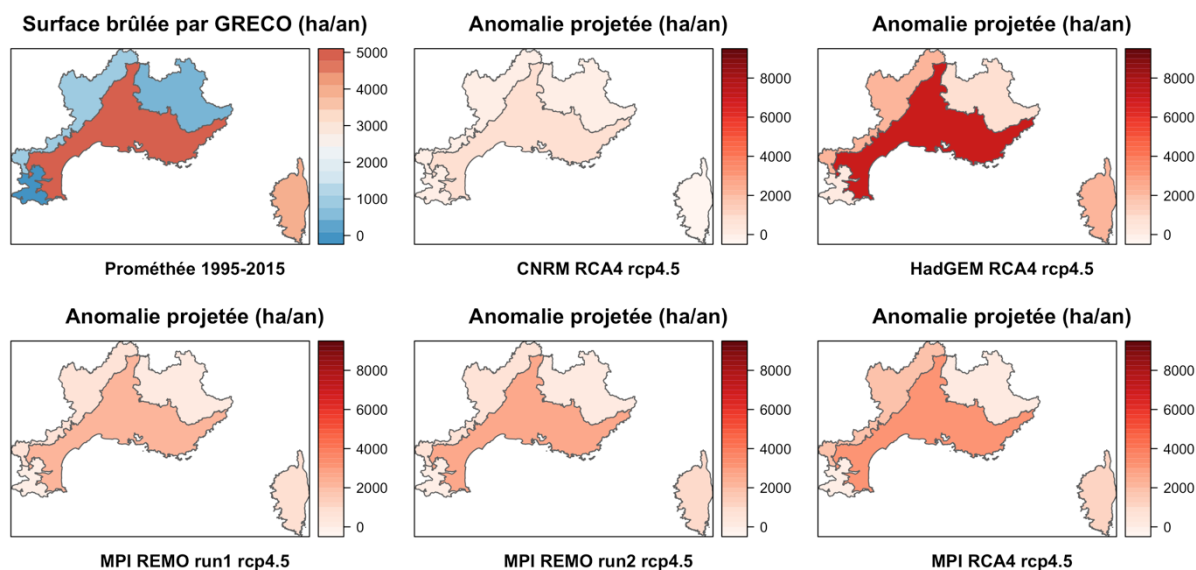 Surface brûlée par GRECO (ha/an)
Anomalie projetée (ha/an)
Anomalie projetée (ha/an)
5000
4000
3000
2000
1000
0
8000
6000
4000
2000
0
8000
6000
4000
2000
0
Prométhée 1995-2015
CNRM RCA4 rcp4.5
HadGEM RCA4 rcp4.5
Anomalie projetée (ha/an)
Anomalie projetée (ha/an)
Anomalie projetée (ha/an)
8000
6000
4000
2000
0
8000
6000
4000
2000
0
8000
6000
4000
2000
0
MPI REMO run1 rcp4.5
MPI REMO run2 rcp4.5
MPI RCA4 rcp4.5